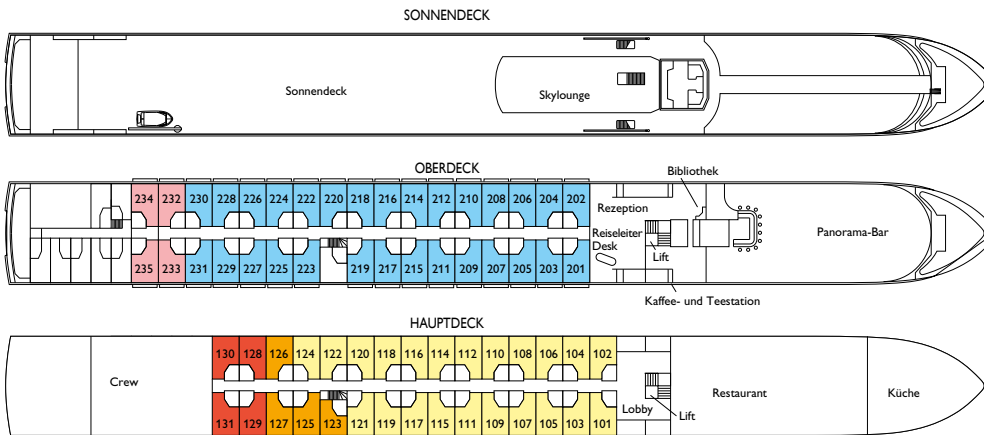 SONNENDECK
Sonnendeck
Skylounge
OBERDECK
Bibliothek
234 232 230 228 226 224 222 220 218 216 214 212 210 208 206 204 202
Rezeption
Reiseleiter
Desk
Lift
Panorama-Bar
235 233 231 229 227 225 223 219 217 215 211 209 207 205 203 201
Kaffee- und Teestation
HAUPTDECK
130 128 126 124 122 120 118 116 114 112 110 108 106 104 102
Crew
Restaurant
Küche
Lobby
Lift
131 129 127 125 123 121 119 117 115 111 109 107 105 103 101